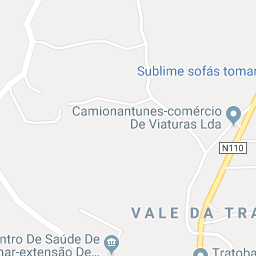 Sublime sofás tomar
Camionantunes-comércio
De Viaturas Lda
N110
VALE DA TRA
ntro De Saúde De
mar-extensão De...
Tratoba